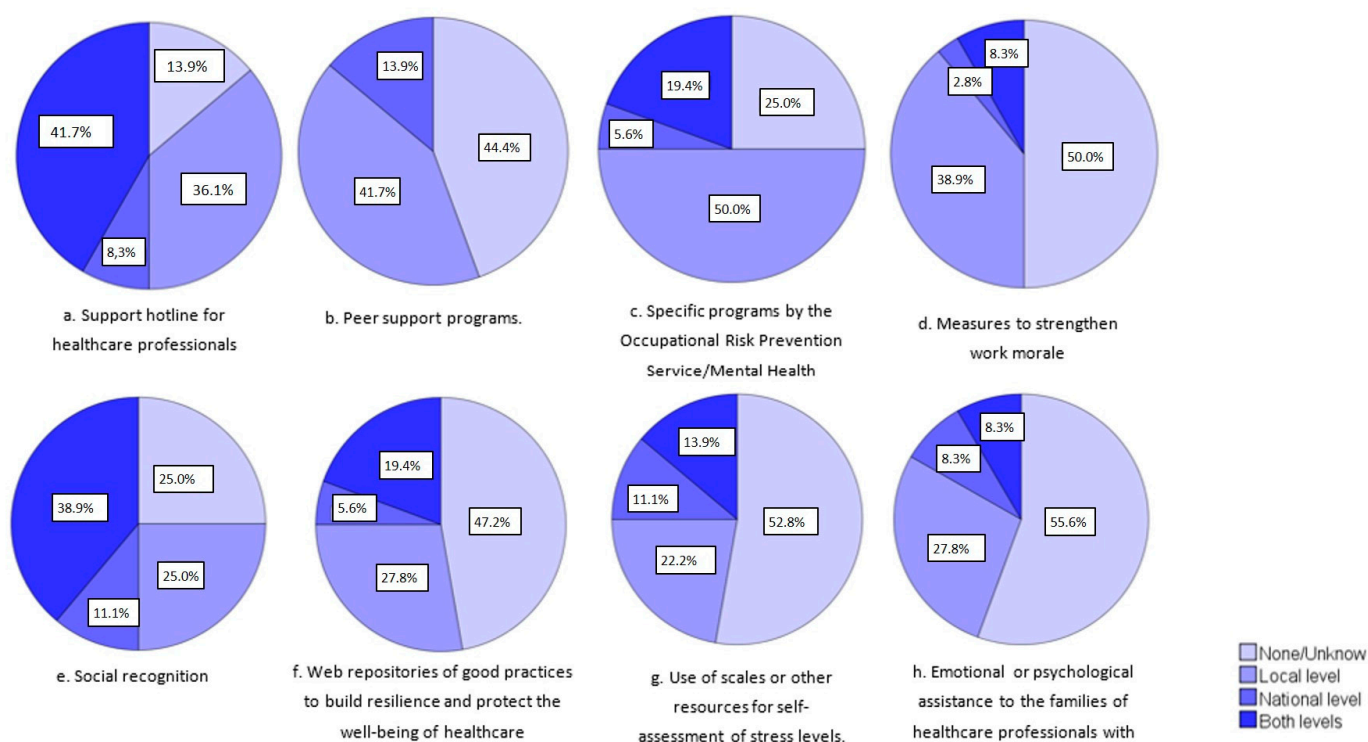 13.9%
41.7%
36.1%
8,3%
a. Support hotline for
healthcare professionals
13.9%
44.4%
41.7%
b. Peer support programs.
19.4%
25.0%
5.6%
50.0%
c. Specific programs by the
Occupational Risk Prevention
Service/Mental Health
8.3%
2.8%
50.0%
38.9%
d. Measures to strengthen
work morale
25.0%
38.9%
25.0%
11.1%
e. Social recognition
19.4%
5.6%
47.2%
27.8%
f. Web repositories of good practices
to build resilience and protect the
well-being of healthcare
13.9%
11.1%
52.8%
22.2%
g. Use of scales or other
resources for self-
assessment of stress levels.
8.3%
8.3%
55.6%
27.8%
h. Emotional or psychological
assistance to the families of
healthcare professionals with
None/Unknow
Local level
National level
Both levels